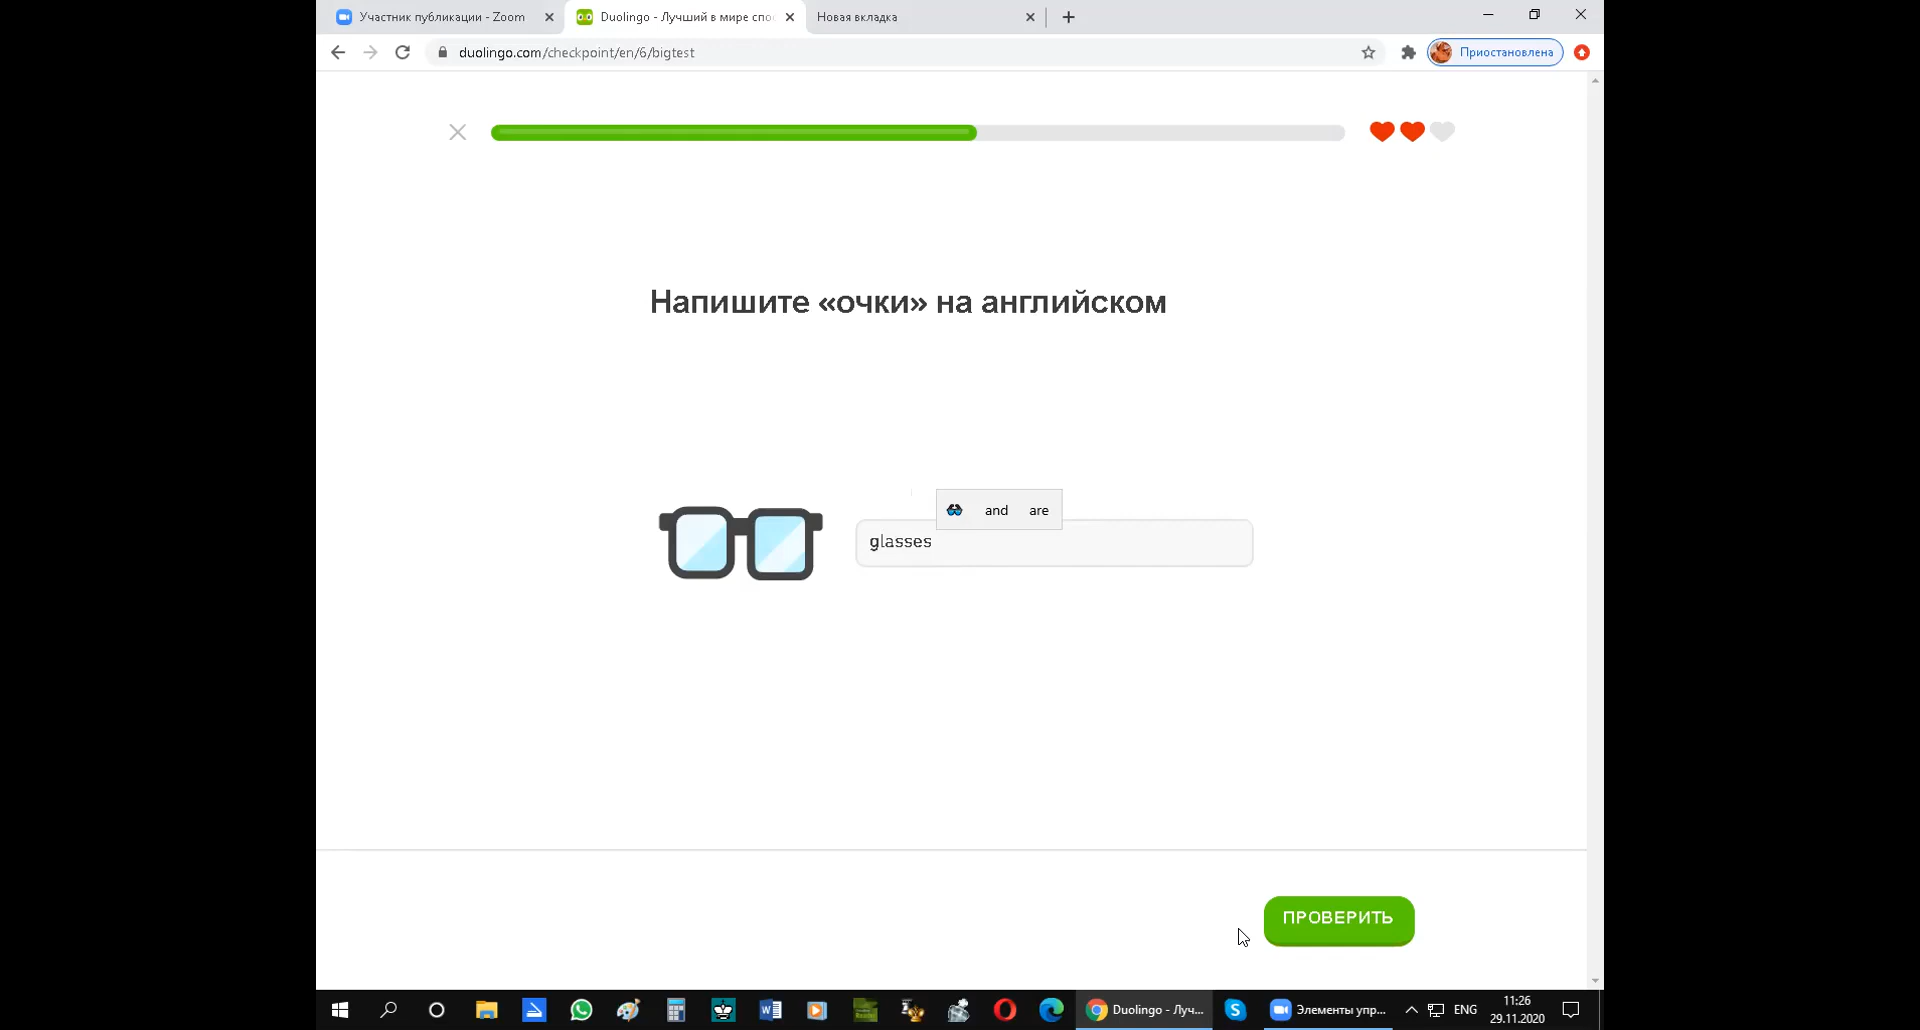 Участник публикации - Zoom
Duolingo - Лучший в мире спос
Новая вкладка
duolingo.com/checkpoint/en/6/bigtest
Приостановлена
Напишите «очки» на английском
and are
glasses
ПРОВЕРИТЬ
Duolingo - Луч...
Элементы упр...
ENG
11:26
29.11.2020